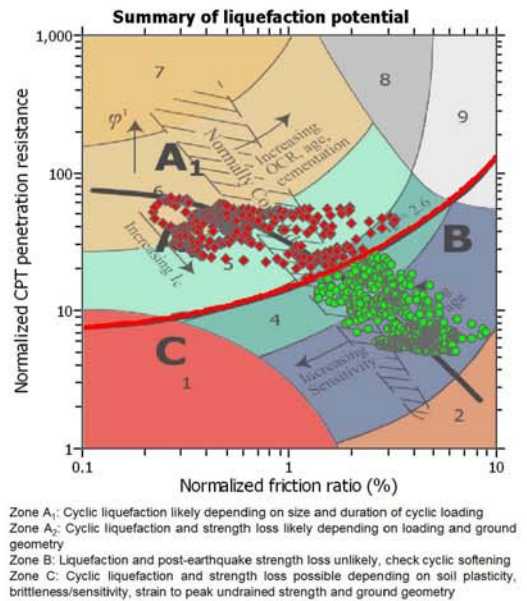 Summary of liquefaction potential
1,000
7
8
9
φ'
Increasing
OCR, age,
cementation
Normally
A1
100
6
= 2.6
B
Increasing Ic
5
Normalized CPT penetration resistance
age
10
4
C
1
Increasing
Sensitivity
2
1
0.1
1
10
Normalized friction ratio (%)
Zone A1: Cyclic liquefaction likely depending on size and duration of cyclic loading
Zone A2: Cyclic liquefaction and strength loss likely depending on loading and ground
geometry
Zone B: Liquefaction and post-earthquake strength loss unlikely, check cyclic softening
Zone C: Cyclic liquefaction and strength loss possible depending on soil plasticity,
brittleness/sensitivity, strain to peak undrained strength and ground geometry